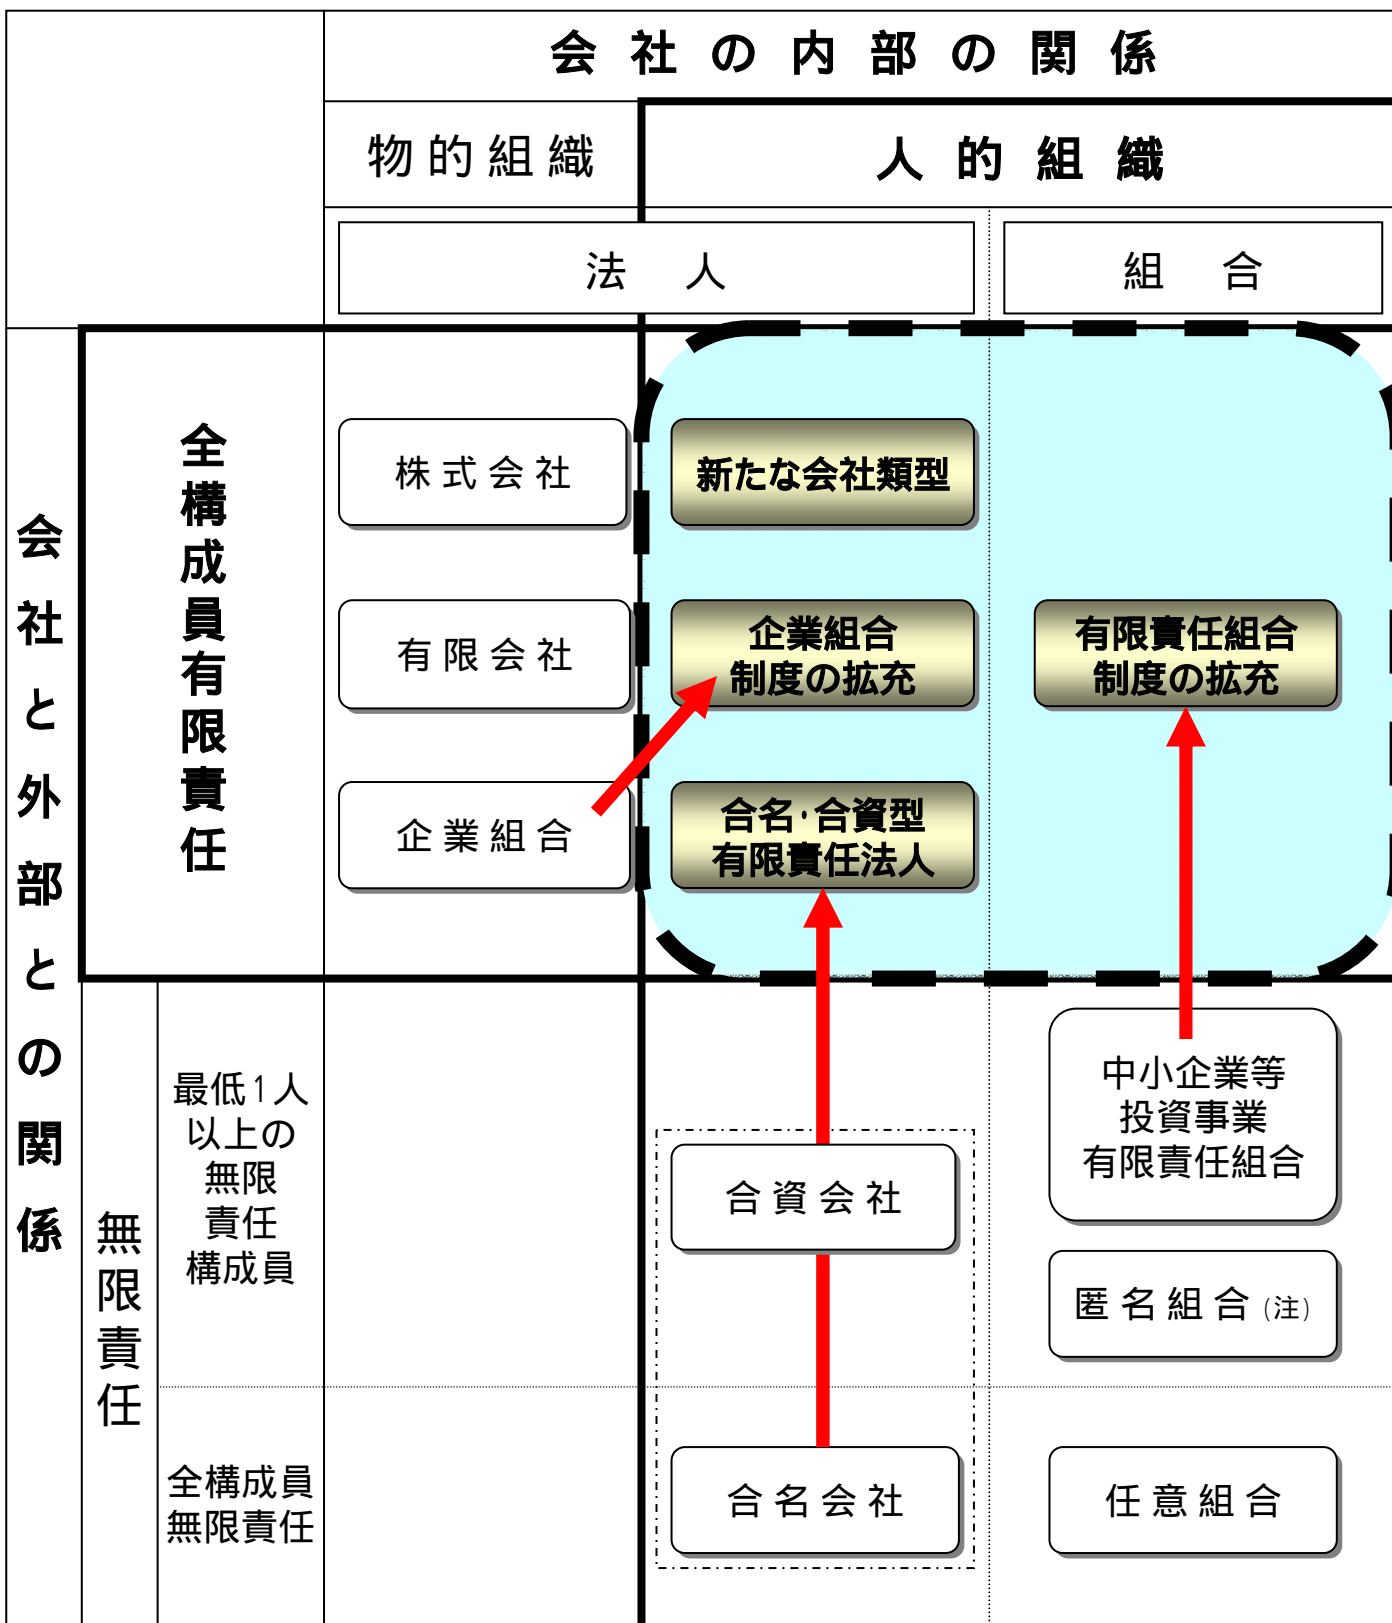 会社の内部の関係
物的組織
人的組織
法人
組合
会社と外部との関係
全構成員有限責任
株式会社
新たな会社類型
有限会社
企業組合
制度の拡充
有限責任組合
制度の拡充
企業組合
合名・合資型
有限責任法人
無限責任
最低1人
以上の
無限
責任
構成員
合資会社
中小企業等
投資事業
有限責任組合
匿名組合(注)
全構成員
無限責任
合名会社
任意組合